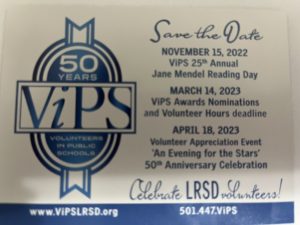 50
YEARS
ViPS
VOLUNTEERS
IN PUBLIC
SCHOOLS
Save the Date
NOVEMBER 15, 2022
ViPS 25th Annual
Jane Mendel Reading Day
MARCH 14, 2023
ViPS Awards Nominations
and Volunteer Hours deadline
APRIL 18, 2023
Volunteer Appreciation Event
'An Evening for the Stars'
50th Anniversary Celebration
Celebrate LRSD volunteers!
www.ViPSLRSD.org
501.447.ViPS